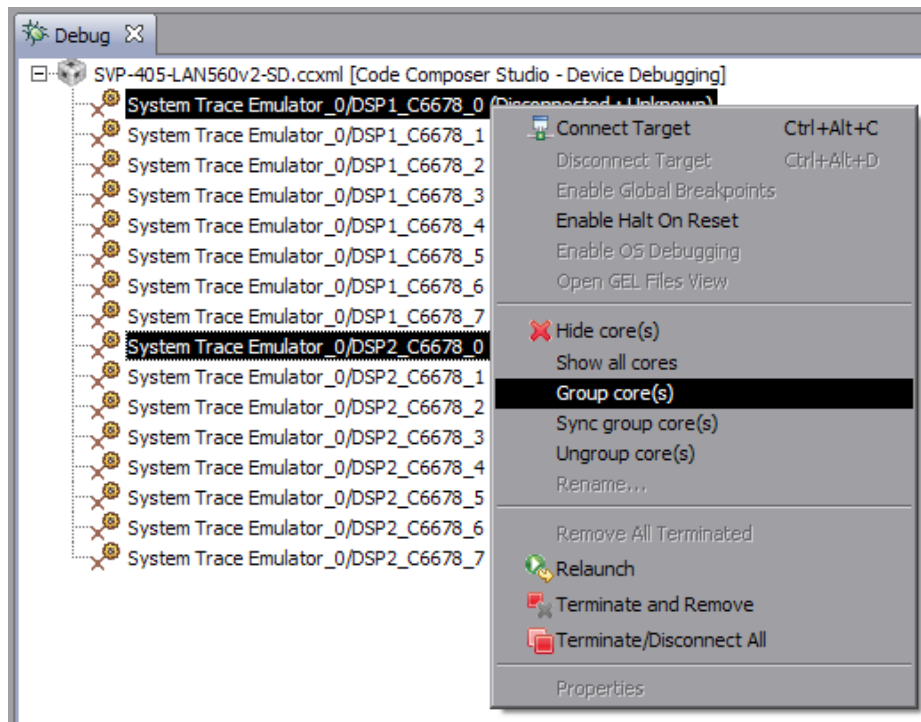 Debug
SVP-405-LAN560v2-SD.ccxml [Code Composer Studio - Device Debugging]
System Trace Emulator_0/DSP1_C6678_0 (Disconnected : Unknown)
System Trace Emulator_0/DSP1_C6678_1
System Trace Emulator_0/DSP1_C6678_2
System Trace Emulator_0/DSP1_C6678_3
System Trace Emulator_0/DSP1_C6678_4
System Trace Emulator_0/DSP1_C6678_5
System Trace Emulator_0/DSP1_C6678_6
System Trace Emulator_0/DSP1_C6678_7
System Trace Emulator_0/DSP2_C6678_0
System Trace Emulator_0/DSP2_C6678_1
System Trace Emulator_0/DSP2_C6678_2
System Trace Emulator_0/DSP2_C6678_3
System Trace Emulator_0/DSP2_C6678_4
System Trace Emulator_0/DSP2_C6678_5
System Trace Emulator_0/DSP2_C6678_6
System Trace Emulator_0/DSP2_C6678_7
Connect Target Ctrl+Alt+C
Disconnect Target Ctrl+Alt+D
Enable Global Breakpoints
Enable Halt On Reset
Enable OS Debugging
Open GEL Files View
Hide core(s)
Show all cores
Group core(s)
Sync group core(s)
Ungroup core(s)
Rename...
Remove All Terminated
Relaunch
Terminate and Remove
Terminate/Disconnect All
Properties